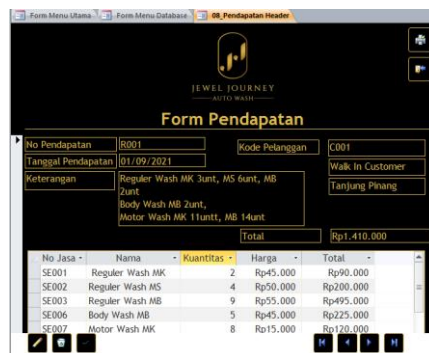 Form Menu Utama
Form Menu Database
08_Pendapatan Header
JEWEL JOURNEY
AUTO WASH
Form Pendapatan
No Pendapatan R001 Kode Pelanggan C001
Tanggal Pendapatan 01/09/2021 Walk In Customer
Keterangan Reguler Wash MK 3unt, MS 6unt, MB Tanjung Pinang
2unt
Body Wash MB 2unt,
Motor Wash MK 11untt, MB 14unt
Total Rp1.410.000
No Jasa Nama Kuantitas Harga Total
SE001 Reguler Wash MK 2 Rp45.000 Rp90.000
SE002 Reguler Wash MS 4 Rp50.000 Rp200.000
SE003 Reguler Wash MB 9 Rp55.000 Rp495.000
SE006 Body Wash MB 5 Rp45.000 Rp225.000
SE007 Motor Wash MK 8 Rp15.000 Rp120.000